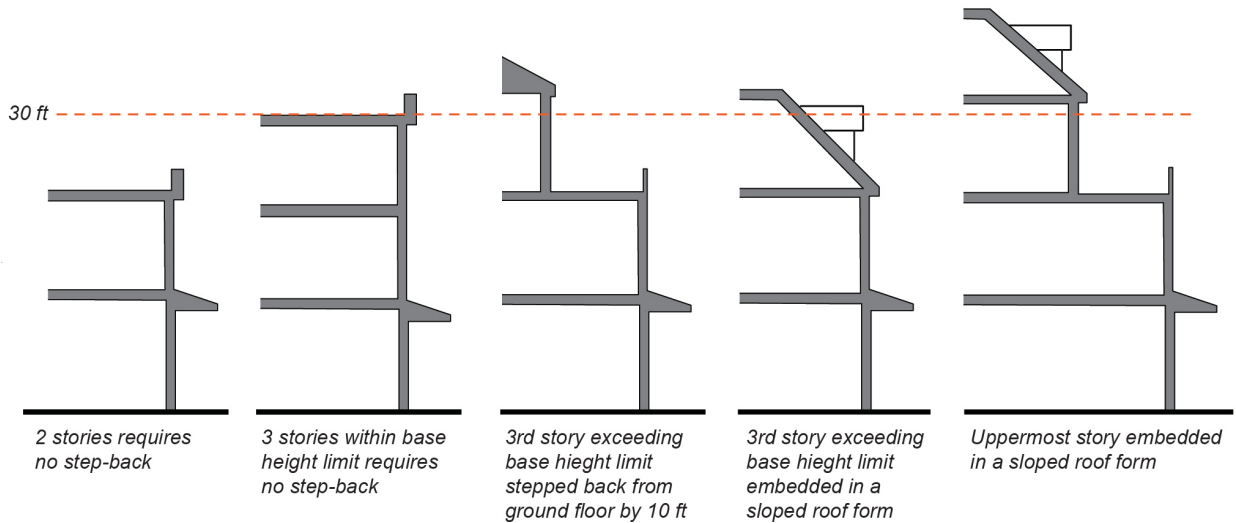 30 ft
2 stories requires
no step-back
3 stories within base
height limit requires
no step-back
3rd story exceeding
base hieght limit
stepped back from
ground floor by 10 ft
3rd story exceeding
base hieght limit
embedded in a
sloped roof form
Uppermost story embedded
in a sloped roof form